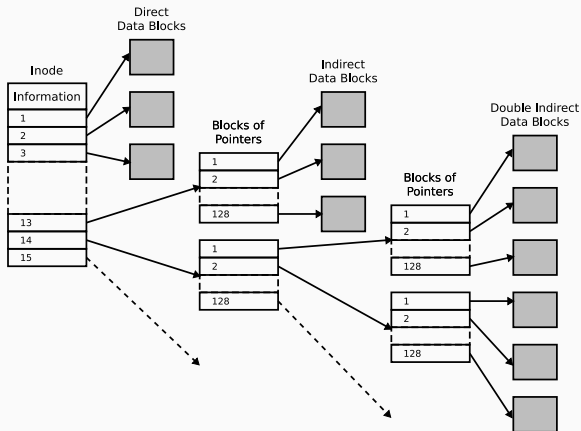 Direct
Data Blocks
Inode
Information
1
2
3
13
14
15
Blocks of
Pointers
1
2
128
1
2
128
Indirect
Data Blocks
Blocks of
Pointers
1
2
128
1
2
128
Double Indirect
Data Blocks